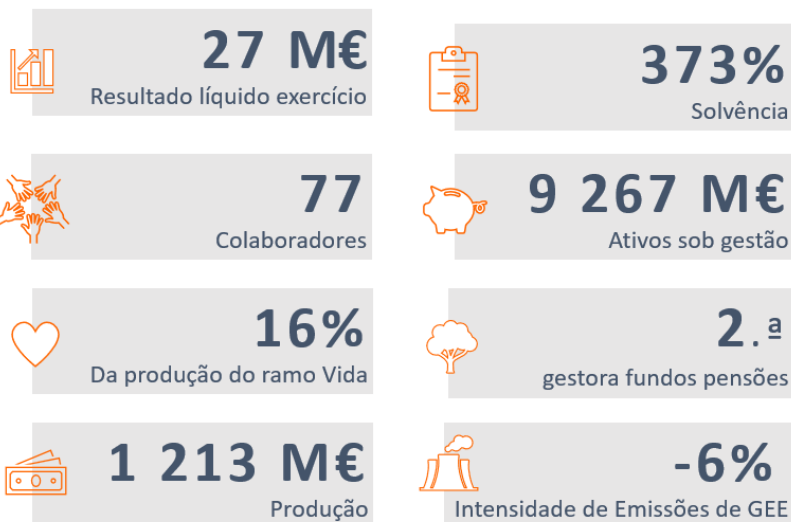 27 M€
Resultado líquido exercício
373%
Solvência
77
Colaboradores
9 267 M€
Ativos sob gestão
16%
Da produção do ramo Vida
2.ª
gestora fundos pensões
1 213 M€
Produção
-6%
Intensidade de Emissões de GEE